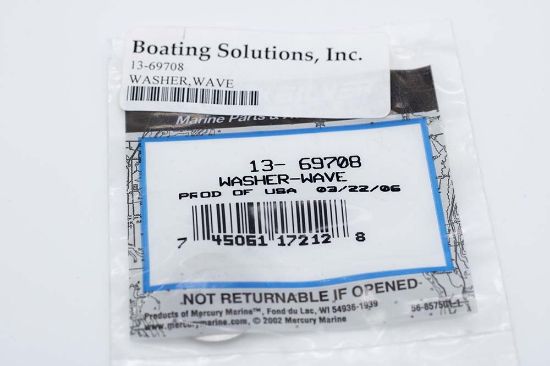 Boating Solutions, Inc.
13-69708
WASHER,WAVE
Marine Parts &
13- 69708
WASHER-WAVE
PROD OF USA 03/22/06
7 45061 17212 8
NOT RETURNABLE IF OPENED
Products of Mercury Marine™, Fond du Lac, WI 54936-1939
www.mercurymarine.com © 2002 Mercury Marine